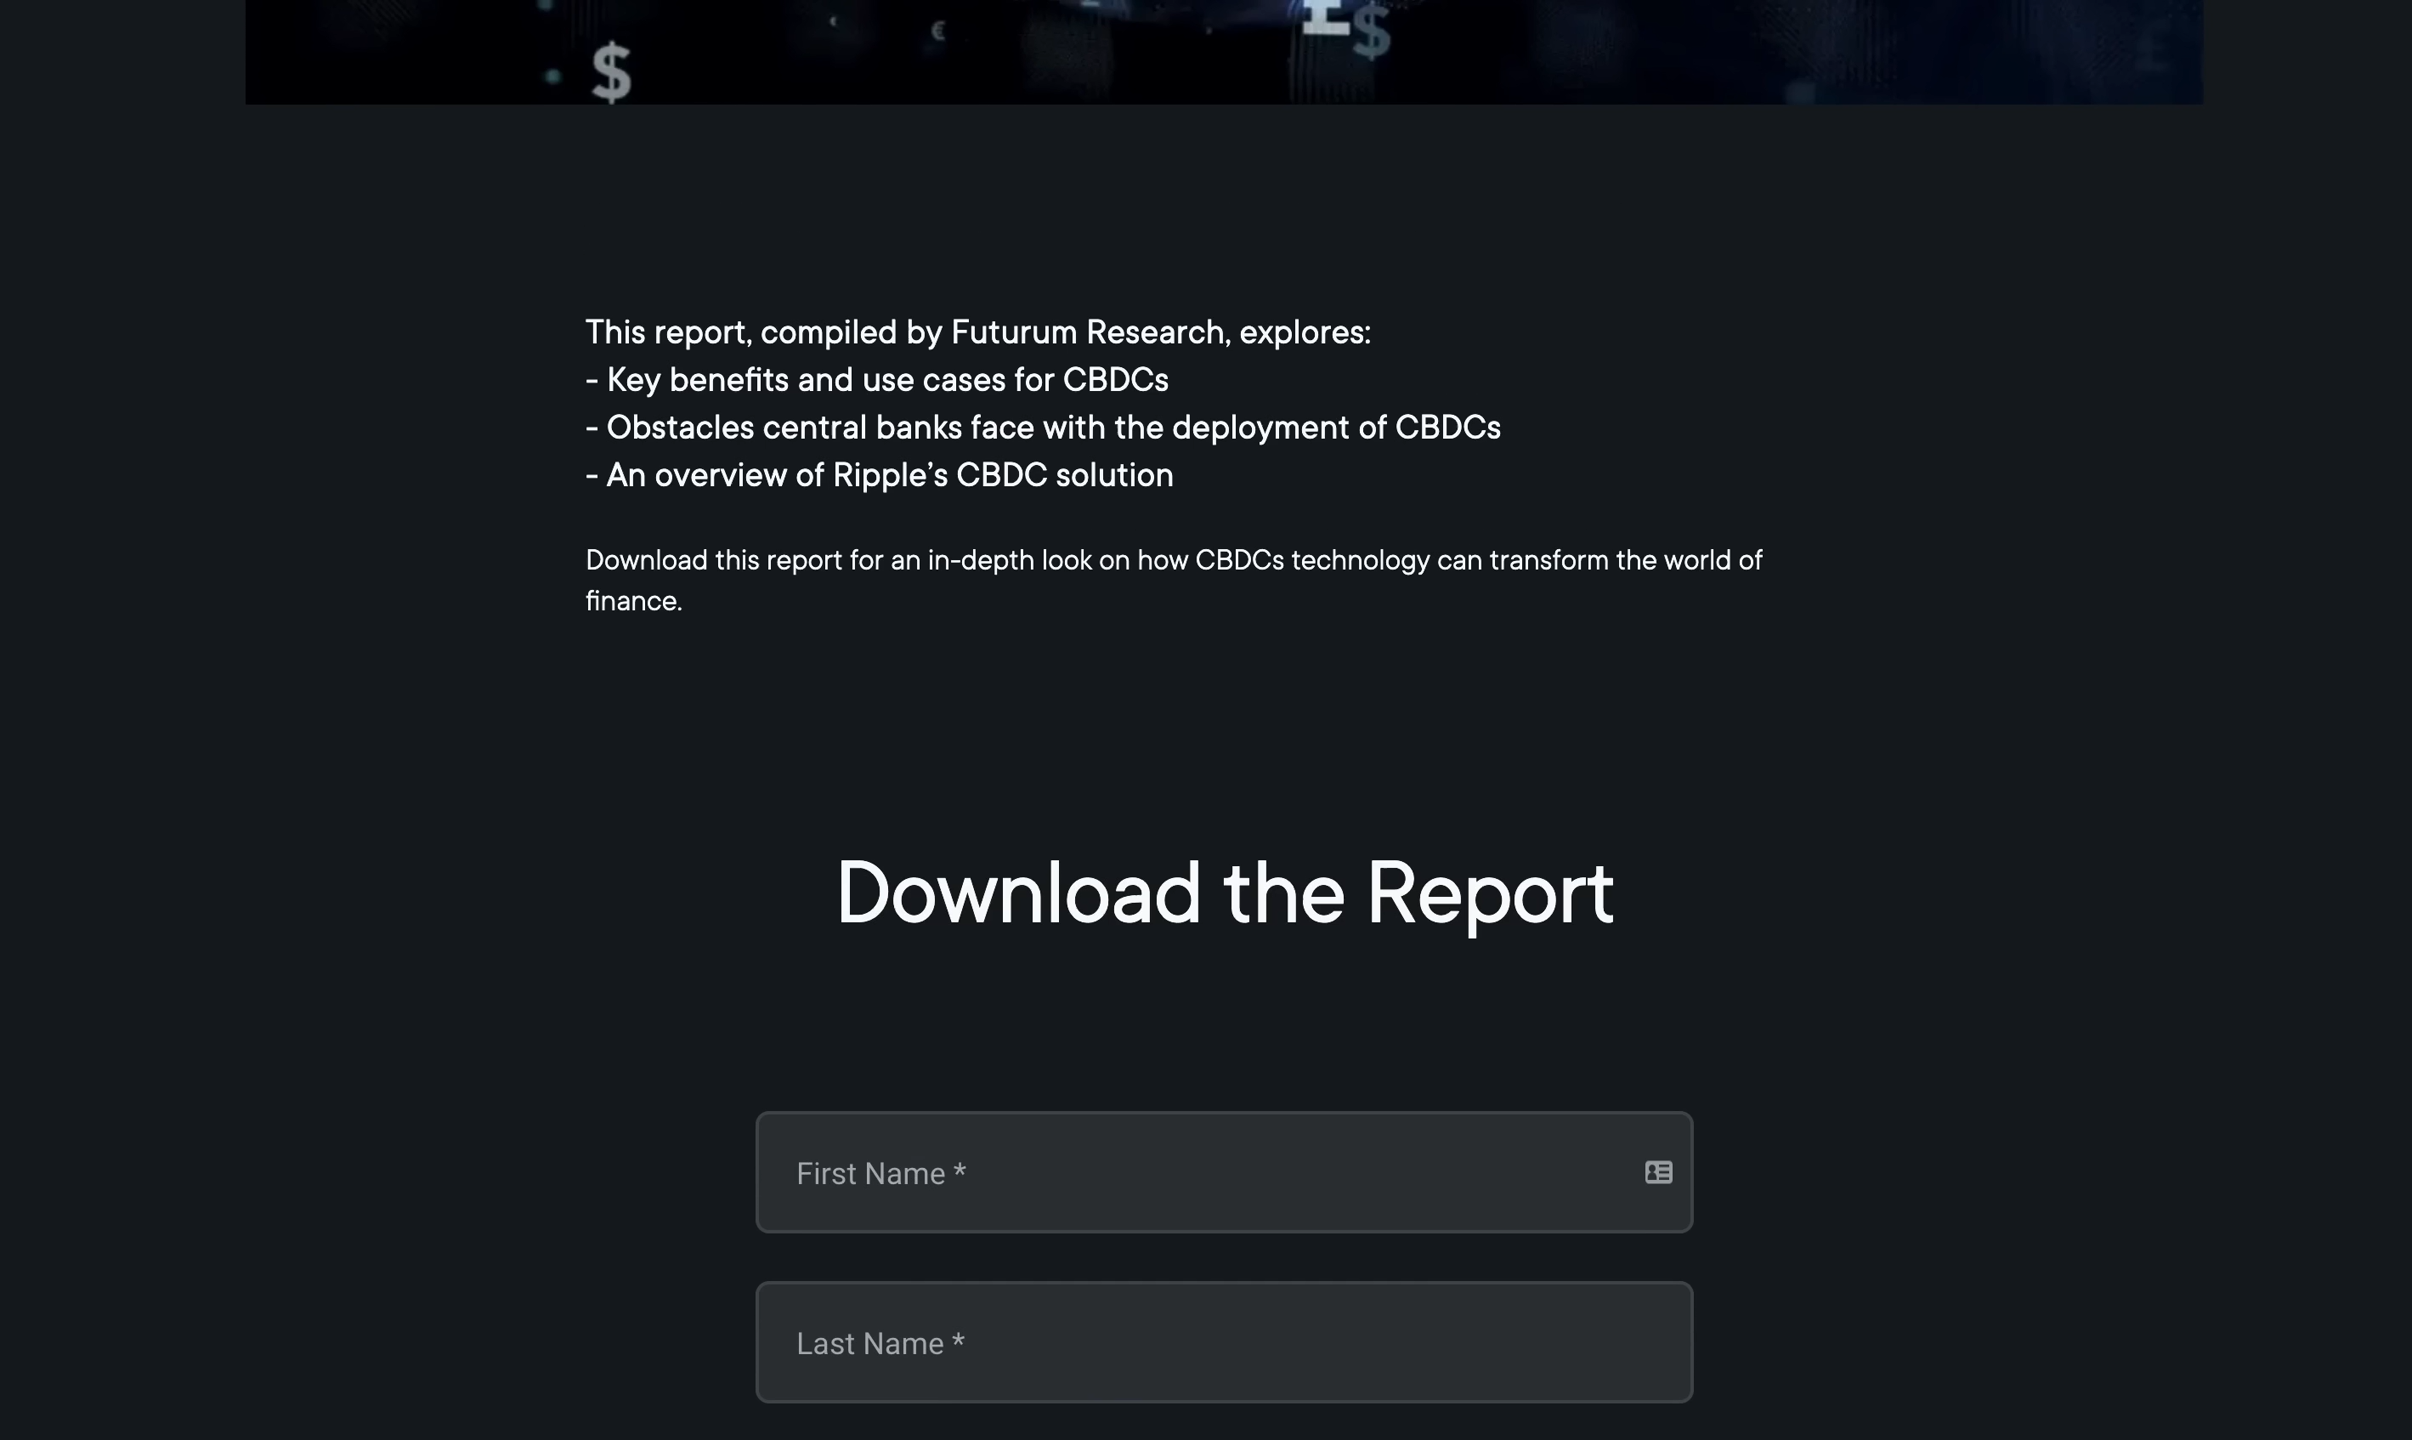 $
€
£
$
This report, compiled by Futurum Research, explores:
- Key benefits and use cases for CBDCs
- Obstacles central banks face with the deployment of CBDCs
- An overview of Ripple’s CBDC solution
Download this report for an in-depth look on how CBDCs technology can transform the world of
finance.
Download the Report
First Name *
Last Name *